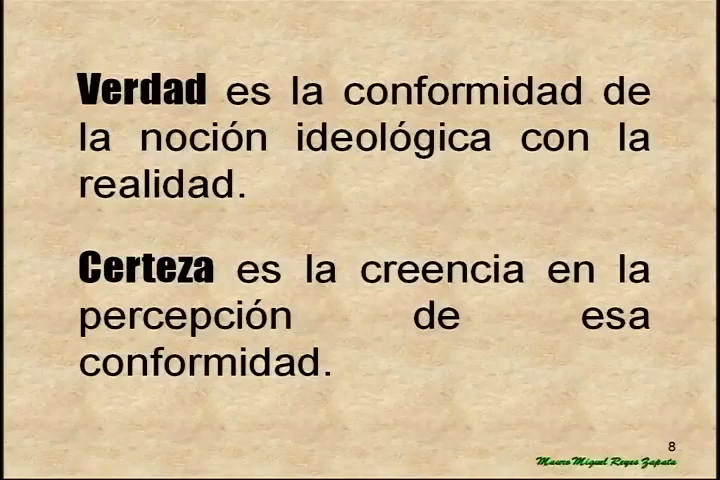 Verdad es la conformidad de
la noción ideológica con la
realidad.
Certeza es la creencia en la
percepción de esa
conformidad.
8
Mauro Miguel Reyes Zapata